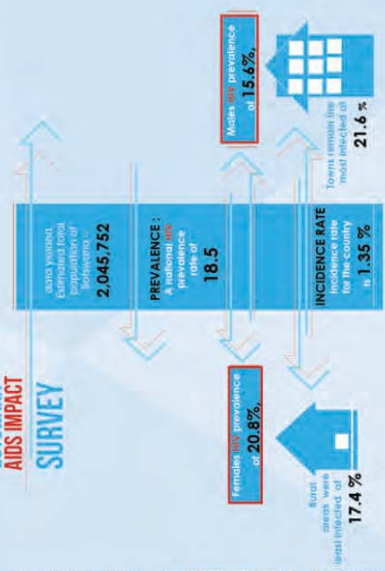 AIDS IMPACT
SURVEY
data yielded
Estimated total
population of
Botswana
2,045,752
PREVALENCE :
A national HIV
prevalence
rate of
18.5
Females HIV prevalence
at 20.8%,
Males HIV prevalence
at 15.6%,
INCIDENCE RATE
Incidence rate
for the country
is 1.35 %
Rural
areas were
least infected at
17.4 %
Towns remain the
most infected at
21.6 %